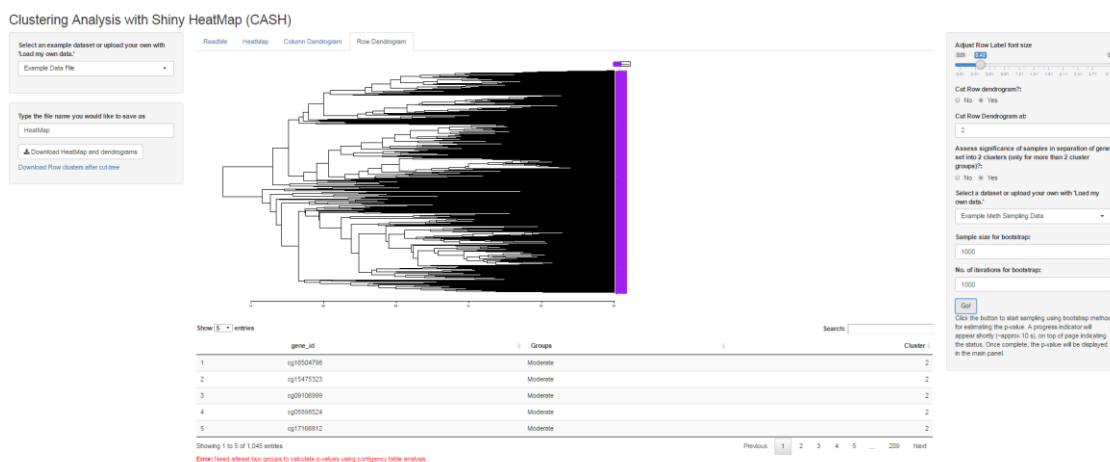 Clustering Analysis with Shiny HeatMap (CASH)
Select an example dataset or upload your own with
'Load my own data.'
Example Data File
Type the file name you would like to save as
HeatMap
Download HeatMap and dendrograms
Download Row clusters after cut-tree
ReadMe HeatMap Column Dendrogram Row Dendrogram
Show 5 entries
Search:
gene_id Groups Cluster
1 cg16504798 Moderate 2
2 cg15475323 Moderate 2
3 cg09108999 Moderate 2
4 cg05898524 Moderate 2
5 cg17166812 Moderate 2
Showing 1 to 5 of 1,045 entries
Previous 1 2 3 4 5 ... 209 Next
Error: Need atleast two groups to calculate p-values using contigency table analysis.
Adjust Row Label font size
Cut Row dendrogram?:
No Yes
Cut Row Dendrogram at:
2
Assess significance of samples in separation of gene
set into 2 clusters (only for more than 2 cluster
groups)?:
No Yes
Select a dataset or upload your own with 'Load my
own data.'
Example Meth Sampling Data
Sample size for bootstrap:
1000
No. of iterations for bootstrap:
1000
Go!
Click the button to start sampling using bootstrap method
for estimating the p-value. A progress indicator will
appear shortly (~approx 10 s), on top of page indicating
the status. Once complete, the p-value will be displayed
in the main panel.